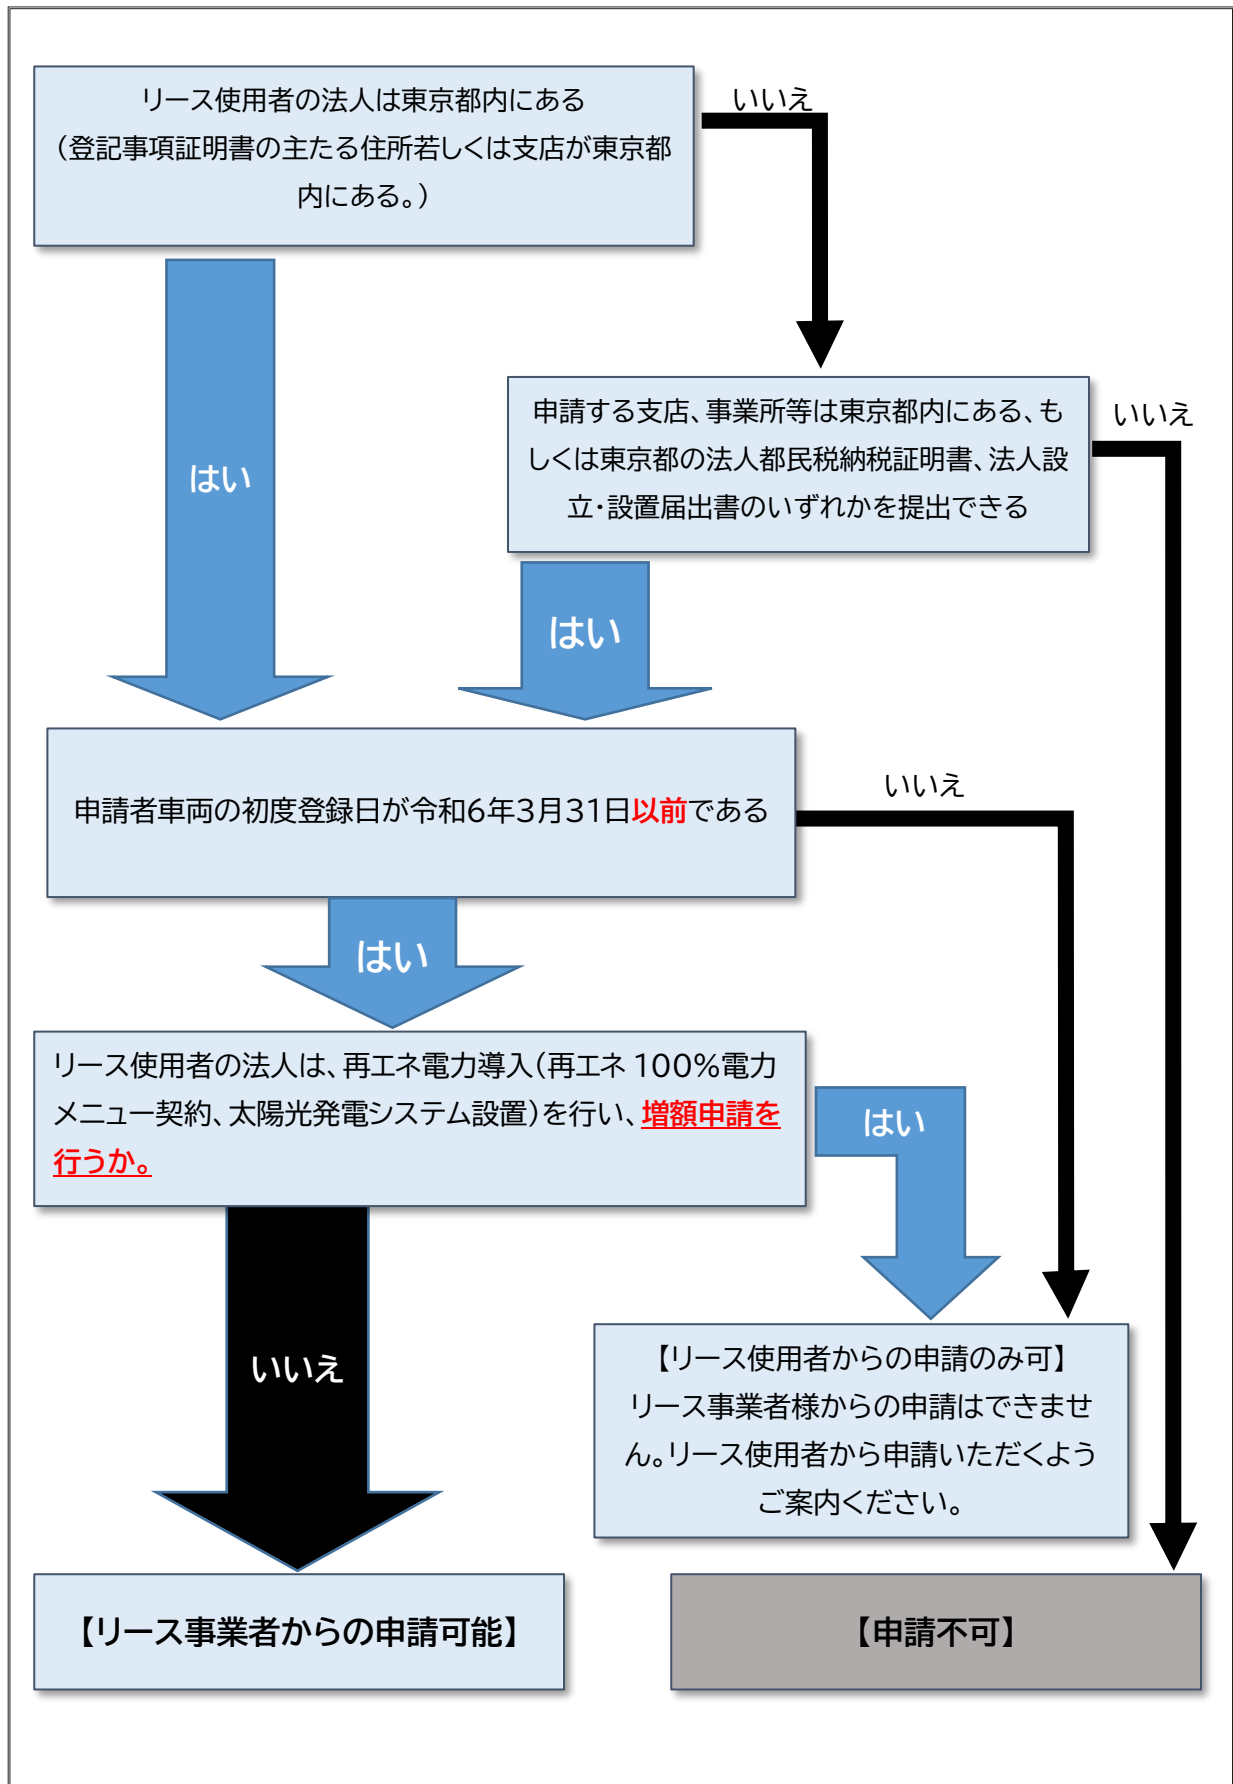 リース使用者の法人は東京都内にある
（登記事項証明書の主たる住所若しくは支店が東京都
内にある。）
いいえ
はい
申請する支店、事業所等は東京都内にある、も
しくは東京都の法人都民税納税証明書、法人設
立・設置届出書のいずれかを提出できる
いいえ
はい
申請者車両の初度登録日が令和6年3月31日以前である
いいえ
はい
リース使用者の法人は、再エネ電力導入（再エネ 100％電力
メニュー契約、太陽光発電システム設置）を行い、増額申請を
行うか。
はい
いいえ
【リース使用者からの申請のみ可】
リース事業者様からの申請はできませ
ん。リース使用者から申請いただくよう
ご案内ください。
【リース事業者からの申請可能】
【申請不可】